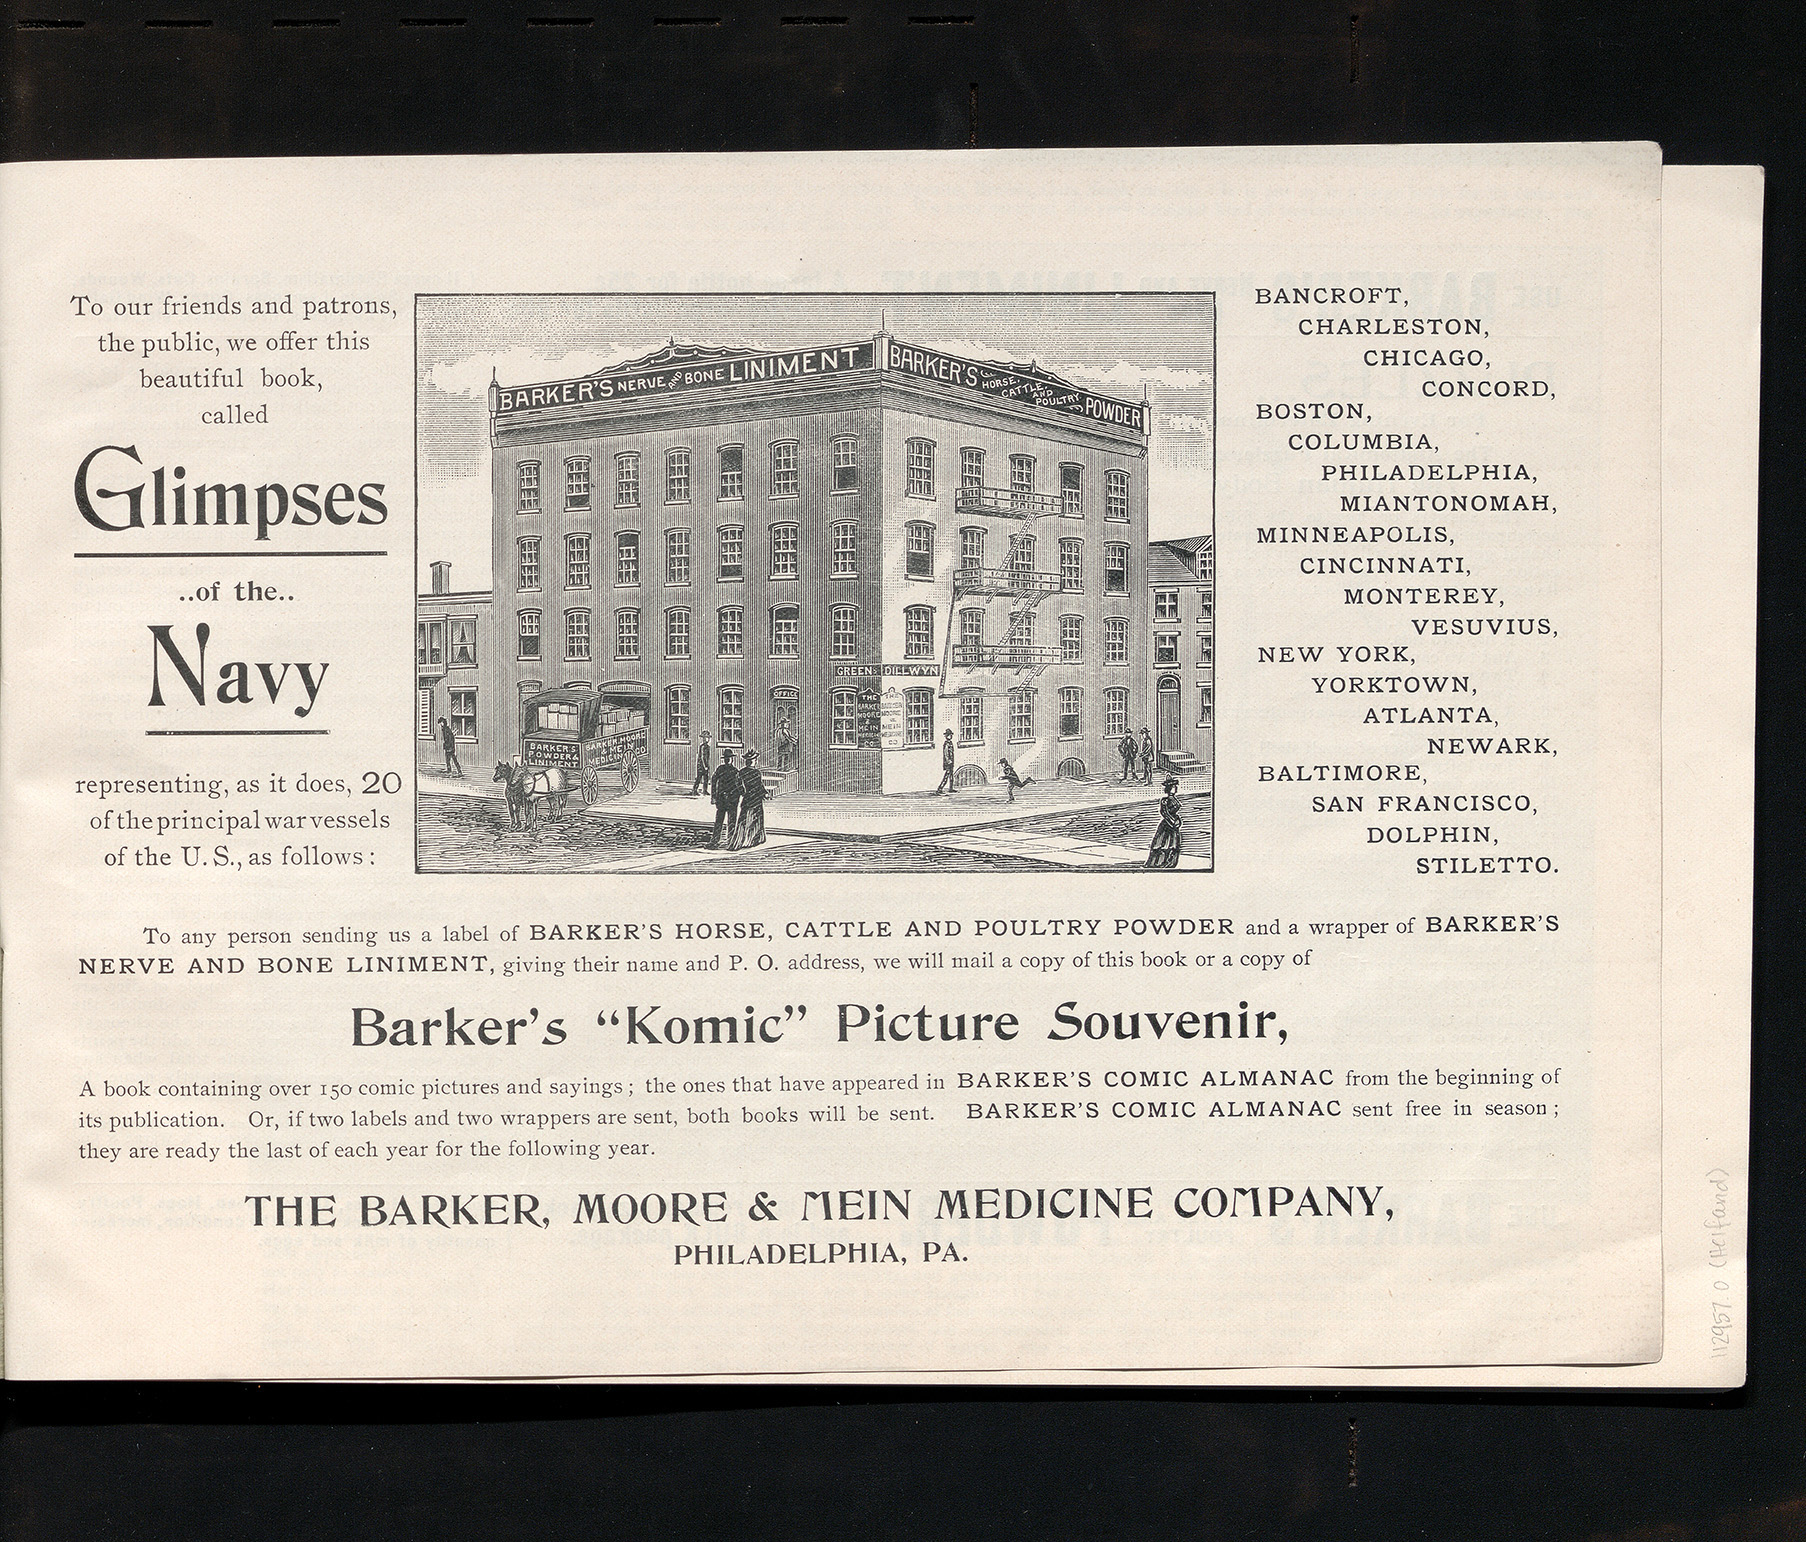 To our friends and patrons,
the public, we offer this
beautiful book,
called
Glimpses
..of the..
Navy
representing, as it does, 20
of the principal war vessels
of the U. S., as follows :
BARKER'S NERVE AND BONE LINIMENT
BARKER'S HORSE, CATTLE, AND POULTRY POWDER
GREEN DILLWYN
OFFICE
THE BARKER MOORE & MEIN MEDICINE CO
BARKER'S
POWDER &
LINIMENT
BARKER MOORE
& MEIN
MEDICINE CO
BANCROFT,
CHARLESTON,
CHICAGO,
CONCORD,
BOSTON,
COLUMBIA,
PHILADELPHIA,
MIANTONOMAH,
MINNEAPOLIS,
CINCINNATI,
MONTEREY,
VESUVIUS,
NEW YORK,
YORKTOWN,
ATLANTA,
NEWARK,
BALTIMORE,
SAN FRANCISCO,
DOLPHIN,
STILETTO.
To any person sending us a label of BARKER'S HORSE, CATTLE AND POULTRY POWDER and a wrapper of BARKER'S
NERVE AND BONE LINIMENT, giving their name and P. O. address, we will mail a copy of this book or a copy of
Barker's "Komic" Picture Souvenir,
A book containing over 150 comic pictures and sayings ; the ones that have appeared in BARKER'S COMIC ALMANAC from the beginning of
its publication. Or, if two labels and two wrappers are sent, both books will be sent. BARKER'S COMIC ALMANAC sent free in season ;
they are ready the last of each year for the following year.
THE BARKER, MOORE & MEIN MEDICINE COMPANY,
PHILADELPHIA, PA.
112957.O (Helfand)